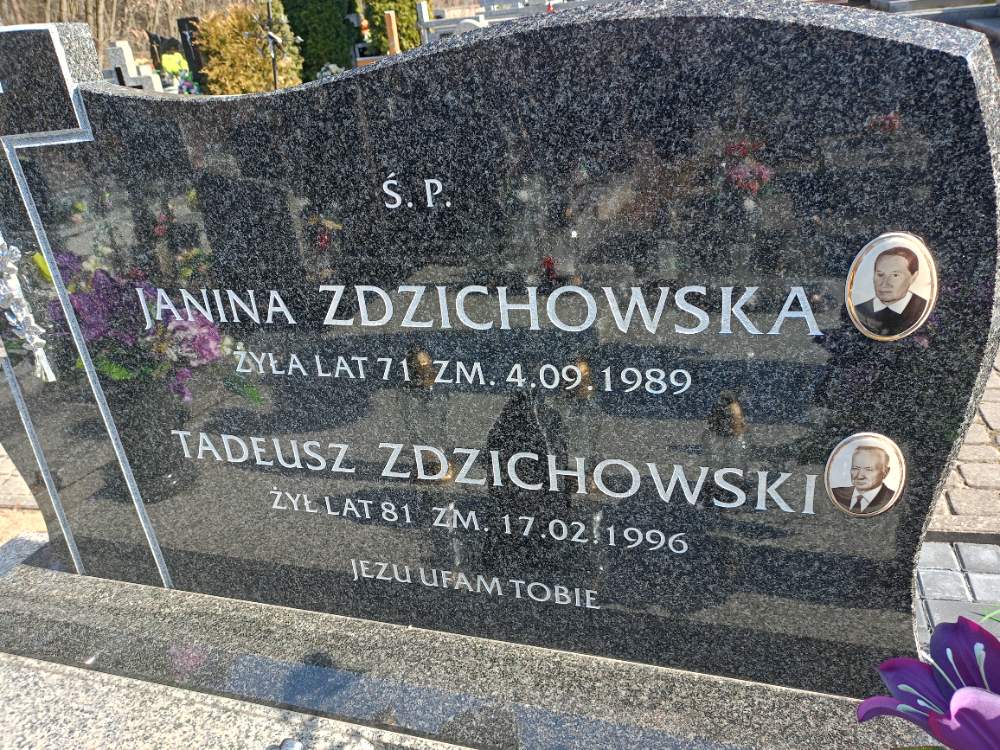 Ś. P.
JANINA ZDZICHOWSKA
ŻYŁA LAT 71 ZM. 4.09.1989
TADEUSZ ZDZICHOWSKI
ŻYŁ LAT 81 ZM. 17.02.1996
JEZU UFAM TOBIE